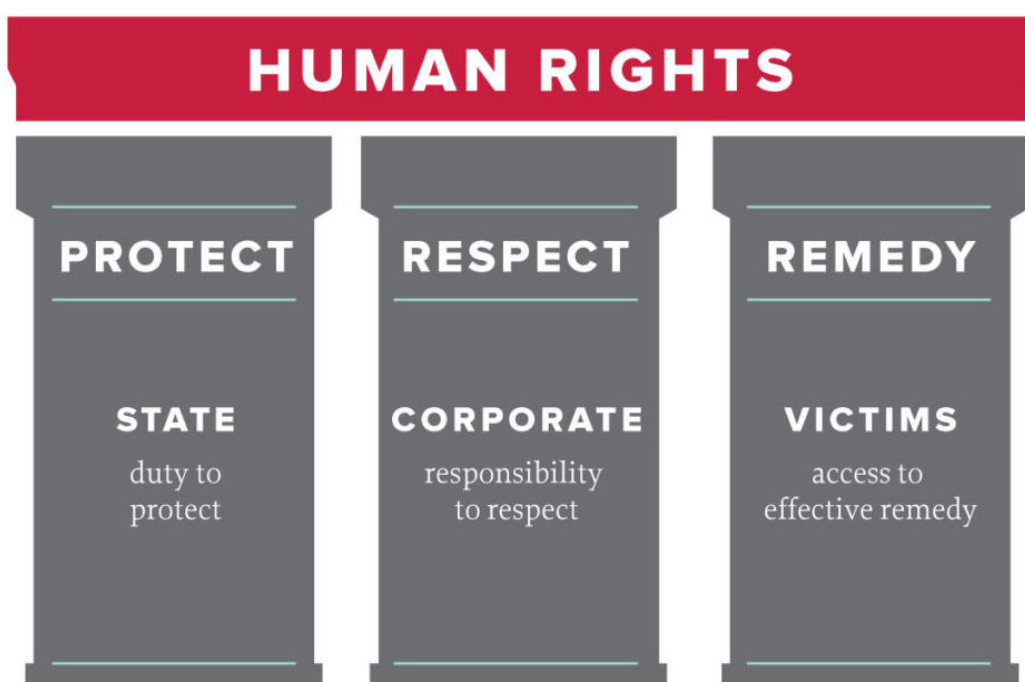 HUMAN RIGHTS
PROTECT
STATE
duty to
protect
RESPECT
CORPORATE
responsibility
to respect
REMEDY
VICTIMS
access to
effective remedy